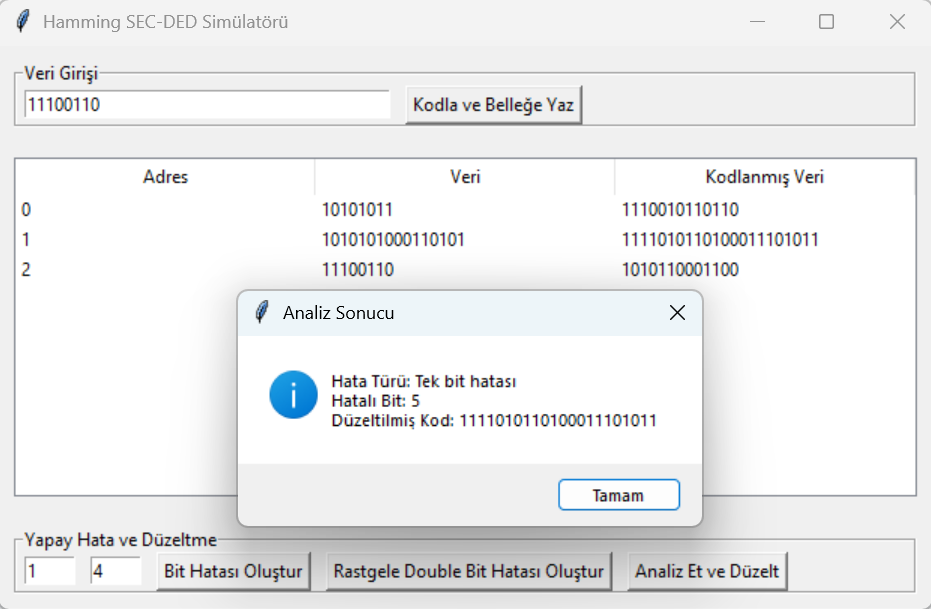 Hamming SEC-DED Simülatörü
Veri Girişi
11100110 Kodla ve Belleğe Yaz
Adres Veri Kodlanmış Veri
0 10101011 1110010110110
1 1010101000110101 1111010110100011101011
2 11100110 1010110001100
Analiz Sonucu
Hata Türü: Tek bit hatası
Hatalı Bit: 5
Düzeltilmiş Kod: 1111010110100011101011
Tamam
Yapay Hata ve Düzeltme
1 4 Bit Hatası Oluştur Rastgele Double Bit Hatası Oluştur Analiz Et ve Düzelt